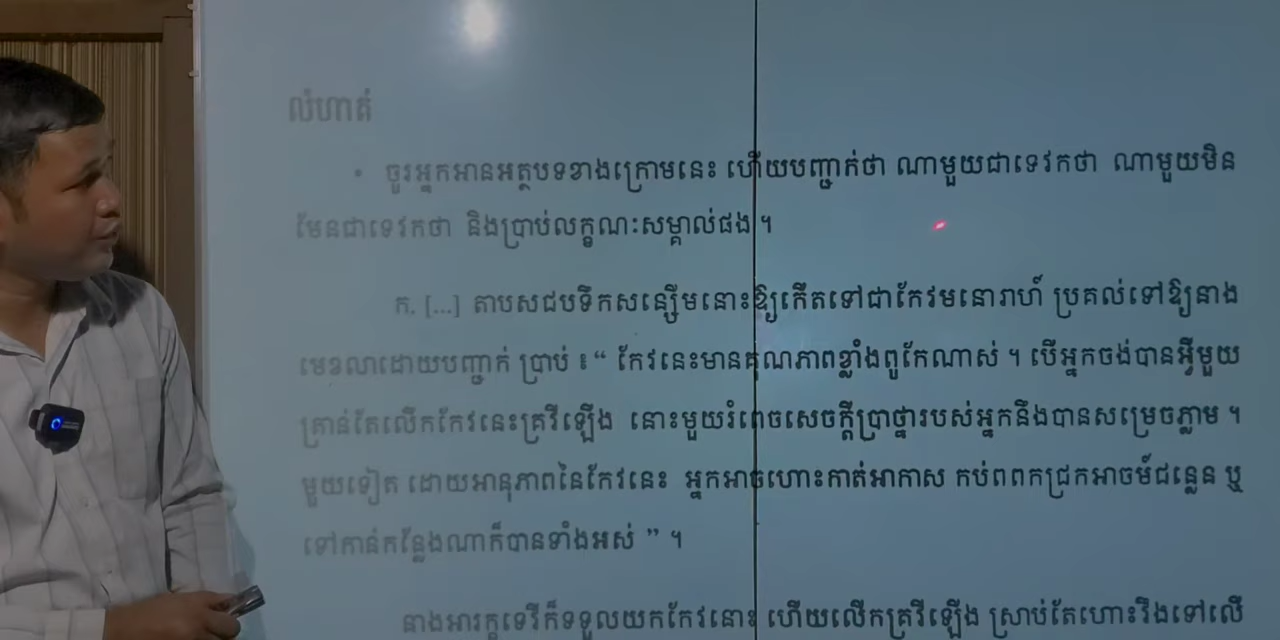 លំហាត់
• ចូរអ្នកអានអត្ថបទខាងក្រោមនេះ ហើយបញ្ជាក់ថា ណាមួយជាទេវកថា ណាមួយមិន
មែនជាទេវកថា និងប្រាប់លក្ខណៈសម្គាល់ផង ។
ក. [...] តាបសជបទឹកសន្សើមនោះឱ្យកើតទៅជាកែវមនោរាហ៍ ប្រគល់ទៅឱ្យនាង
មេខលាដោយបញ្ជាក់ ប្រាប់ ៖ “ កែវនេះមានគុណភាពខ្លាំងពូកែណាស់ ។ បើអ្នកចង់បានអ្វីមួយ
គ្រាន់តែលើកកែវនេះគ្រវីឡើង នោះមួយរំពេចសេចក្ដីប្រាថ្នារបស់អ្នកនឹងបានសម្រេចភ្លាម ។
មួយទៀត ដោយអានុភាពនៃកែវនេះ អ្នកអាចហោះកាត់អាកាស កប់ពពកជ្រកអាចម៍ជន្លេន ឬ
ទៅកាន់កន្លែងណាក៏បានទាំងអស់ ” ។
នាងអារក្ខទេវីក៏ទទួលយកកែវនោះ ហើយលើកគ្រវីឡើង ស្រាប់តែហោះវឹងទៅលើ